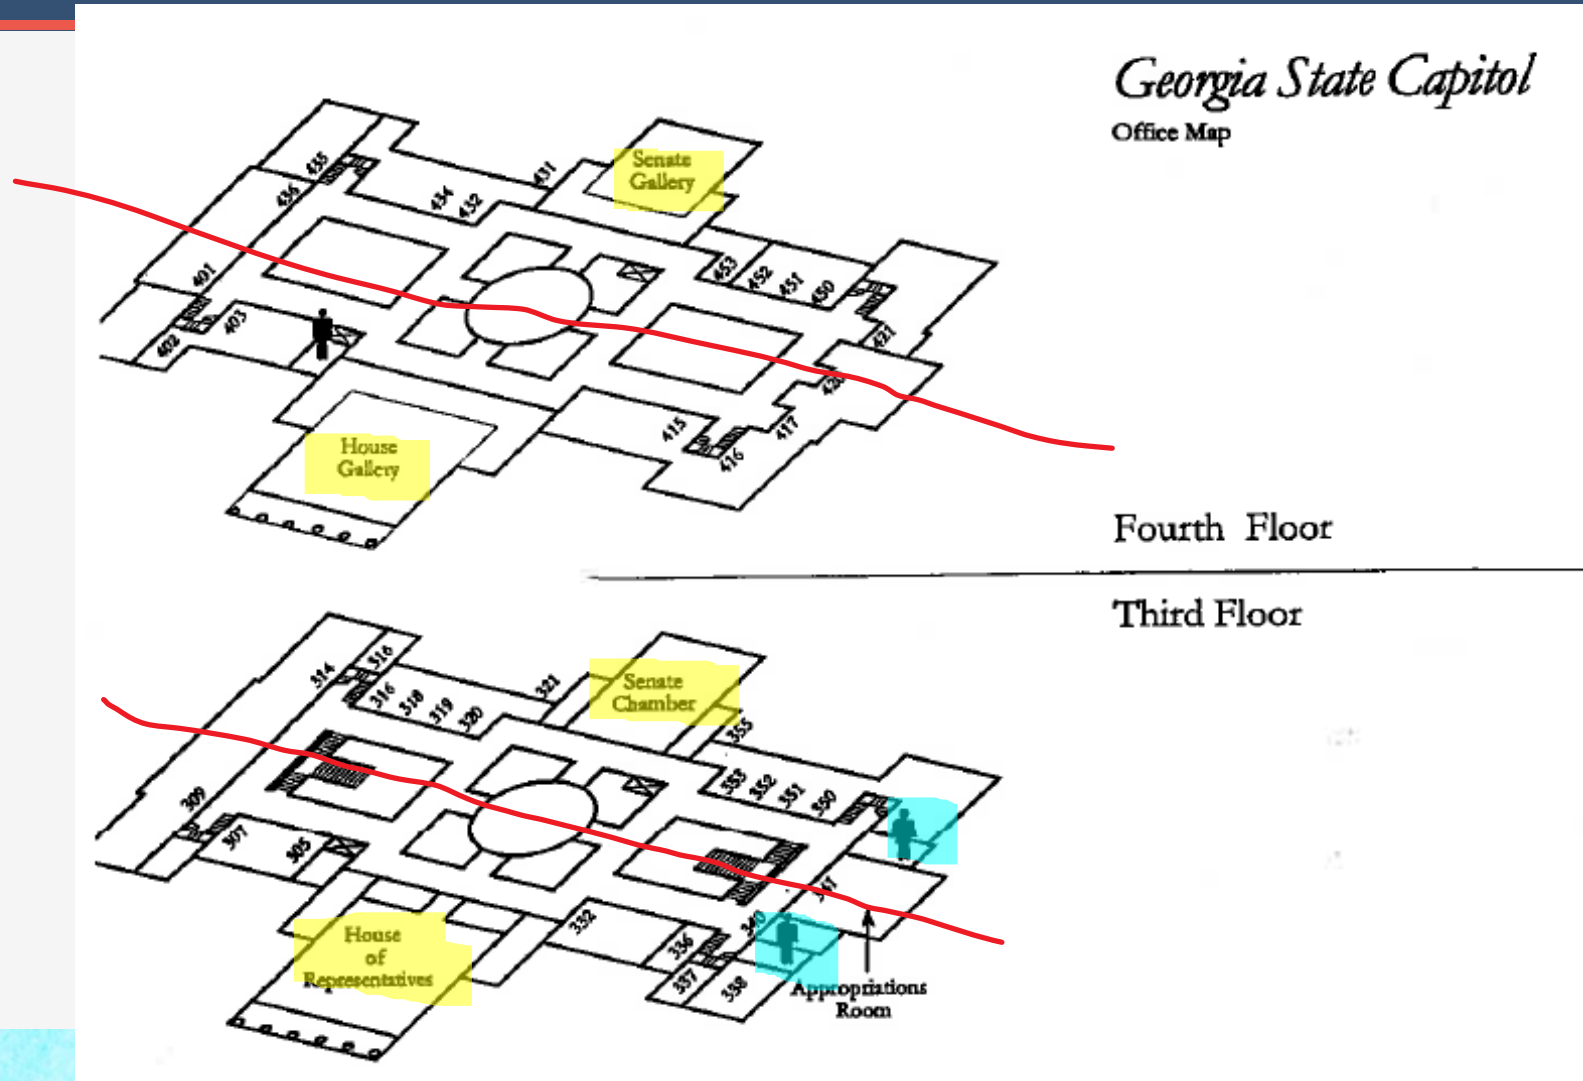 Georgia State Capitol
Office Map
435
436
434
432
431
Senate
Gallery
401
402
403
453
452
451
450
421
420
House
Gallery
415
416
417
Fourth Floor
Third Floor
314
316
316
318
319
320
321
Senate
Chamber
355
353
352
351
350
309
307
305
341
340
332
336
337
338
House
of
Representatives
Appropriations
Room